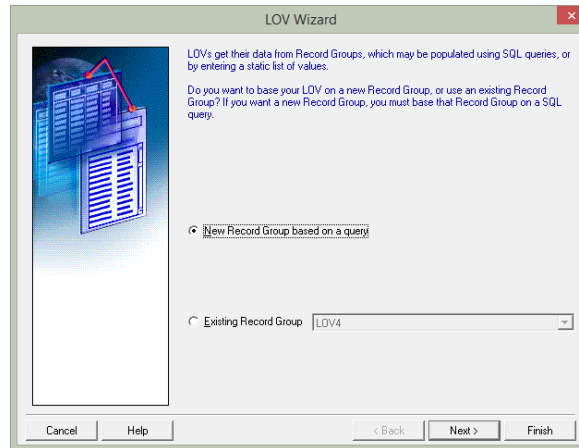 LOV Wizard
LOVs get their data from Record Groups, which may be populated using SQL queries, or
by entering a static list of values.
Do you want to base your LOV on a new Record Group, or use an existing Record
Group? If you want a new Record Group, you must base that Record Group on a SQL
query.
New Record Group based on a query
Existing Record Group LOV4
Cancel Help < Back Next > Finish